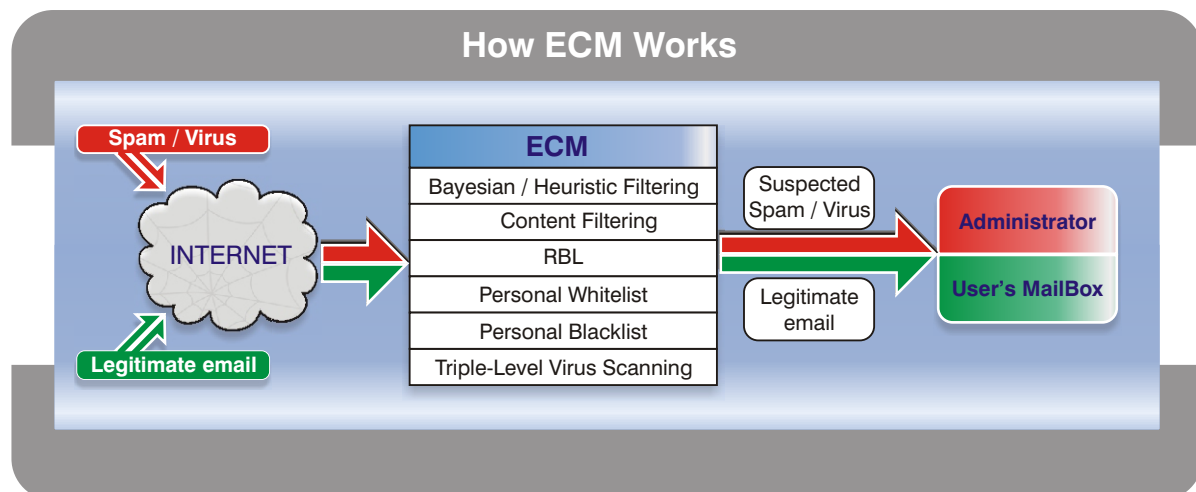 How ECM Works
Spam / Virus
INTERNET
Legitimate email
ECM
Bayesian / Heuristic Filtering
Content Filtering
RBL
Personal Whitelist
Personal Blacklist
Triple-Level Virus Scanning
Suspected
Spam / Virus
Legitimate
email
Administrator
User's MailBox